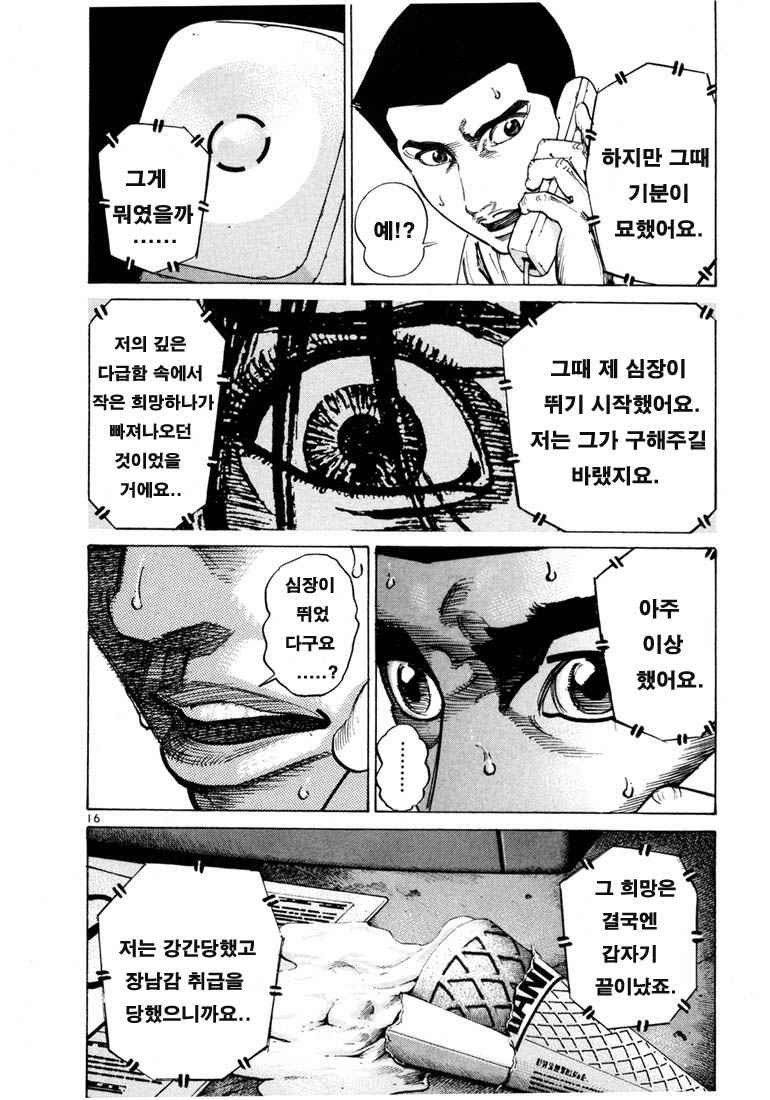 하지만 그때
기분이
묘했어요.
예!?
그게
뭐였을까
......
그때 제 심장이
뛰기 시작했어요.
저는 그가 구해주길
바랬지요.
저의 깊은
다급함 속에서
작은 희망하나가
빠져나오던
것이었을
거에요..
아주
이상
했어요.
......
심장이
뛰었
다구요
.....?
16
그 희망은
결국엔
갑자기
끝이났죠.
저는 강간당했고
장남감 취급을
당했으니까요..